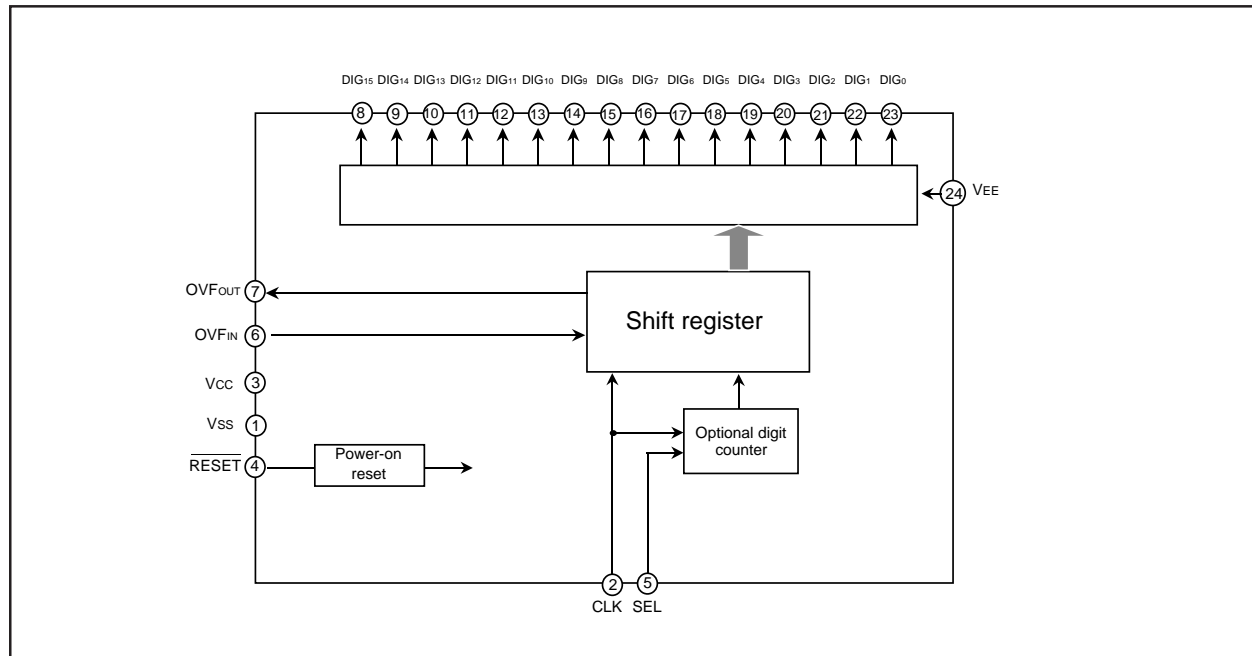 DIG15 DIG14 DIG13 DIG12 DIG11 DIG10 DIG9 DIG8 DIG7 DIG6 DIG5 DIG4 DIG3 DIG2 DIG1 DIG0
8 9 10 11 12 13 14 15 16 17 18 19 20 21 22 23
24 VEE
OVFOUT 7
Shift register
OVFIN 6
VCC 3
VSS 1
Optional digit
counter
RESET 4
Power-on
reset
2 5
CLK SEL